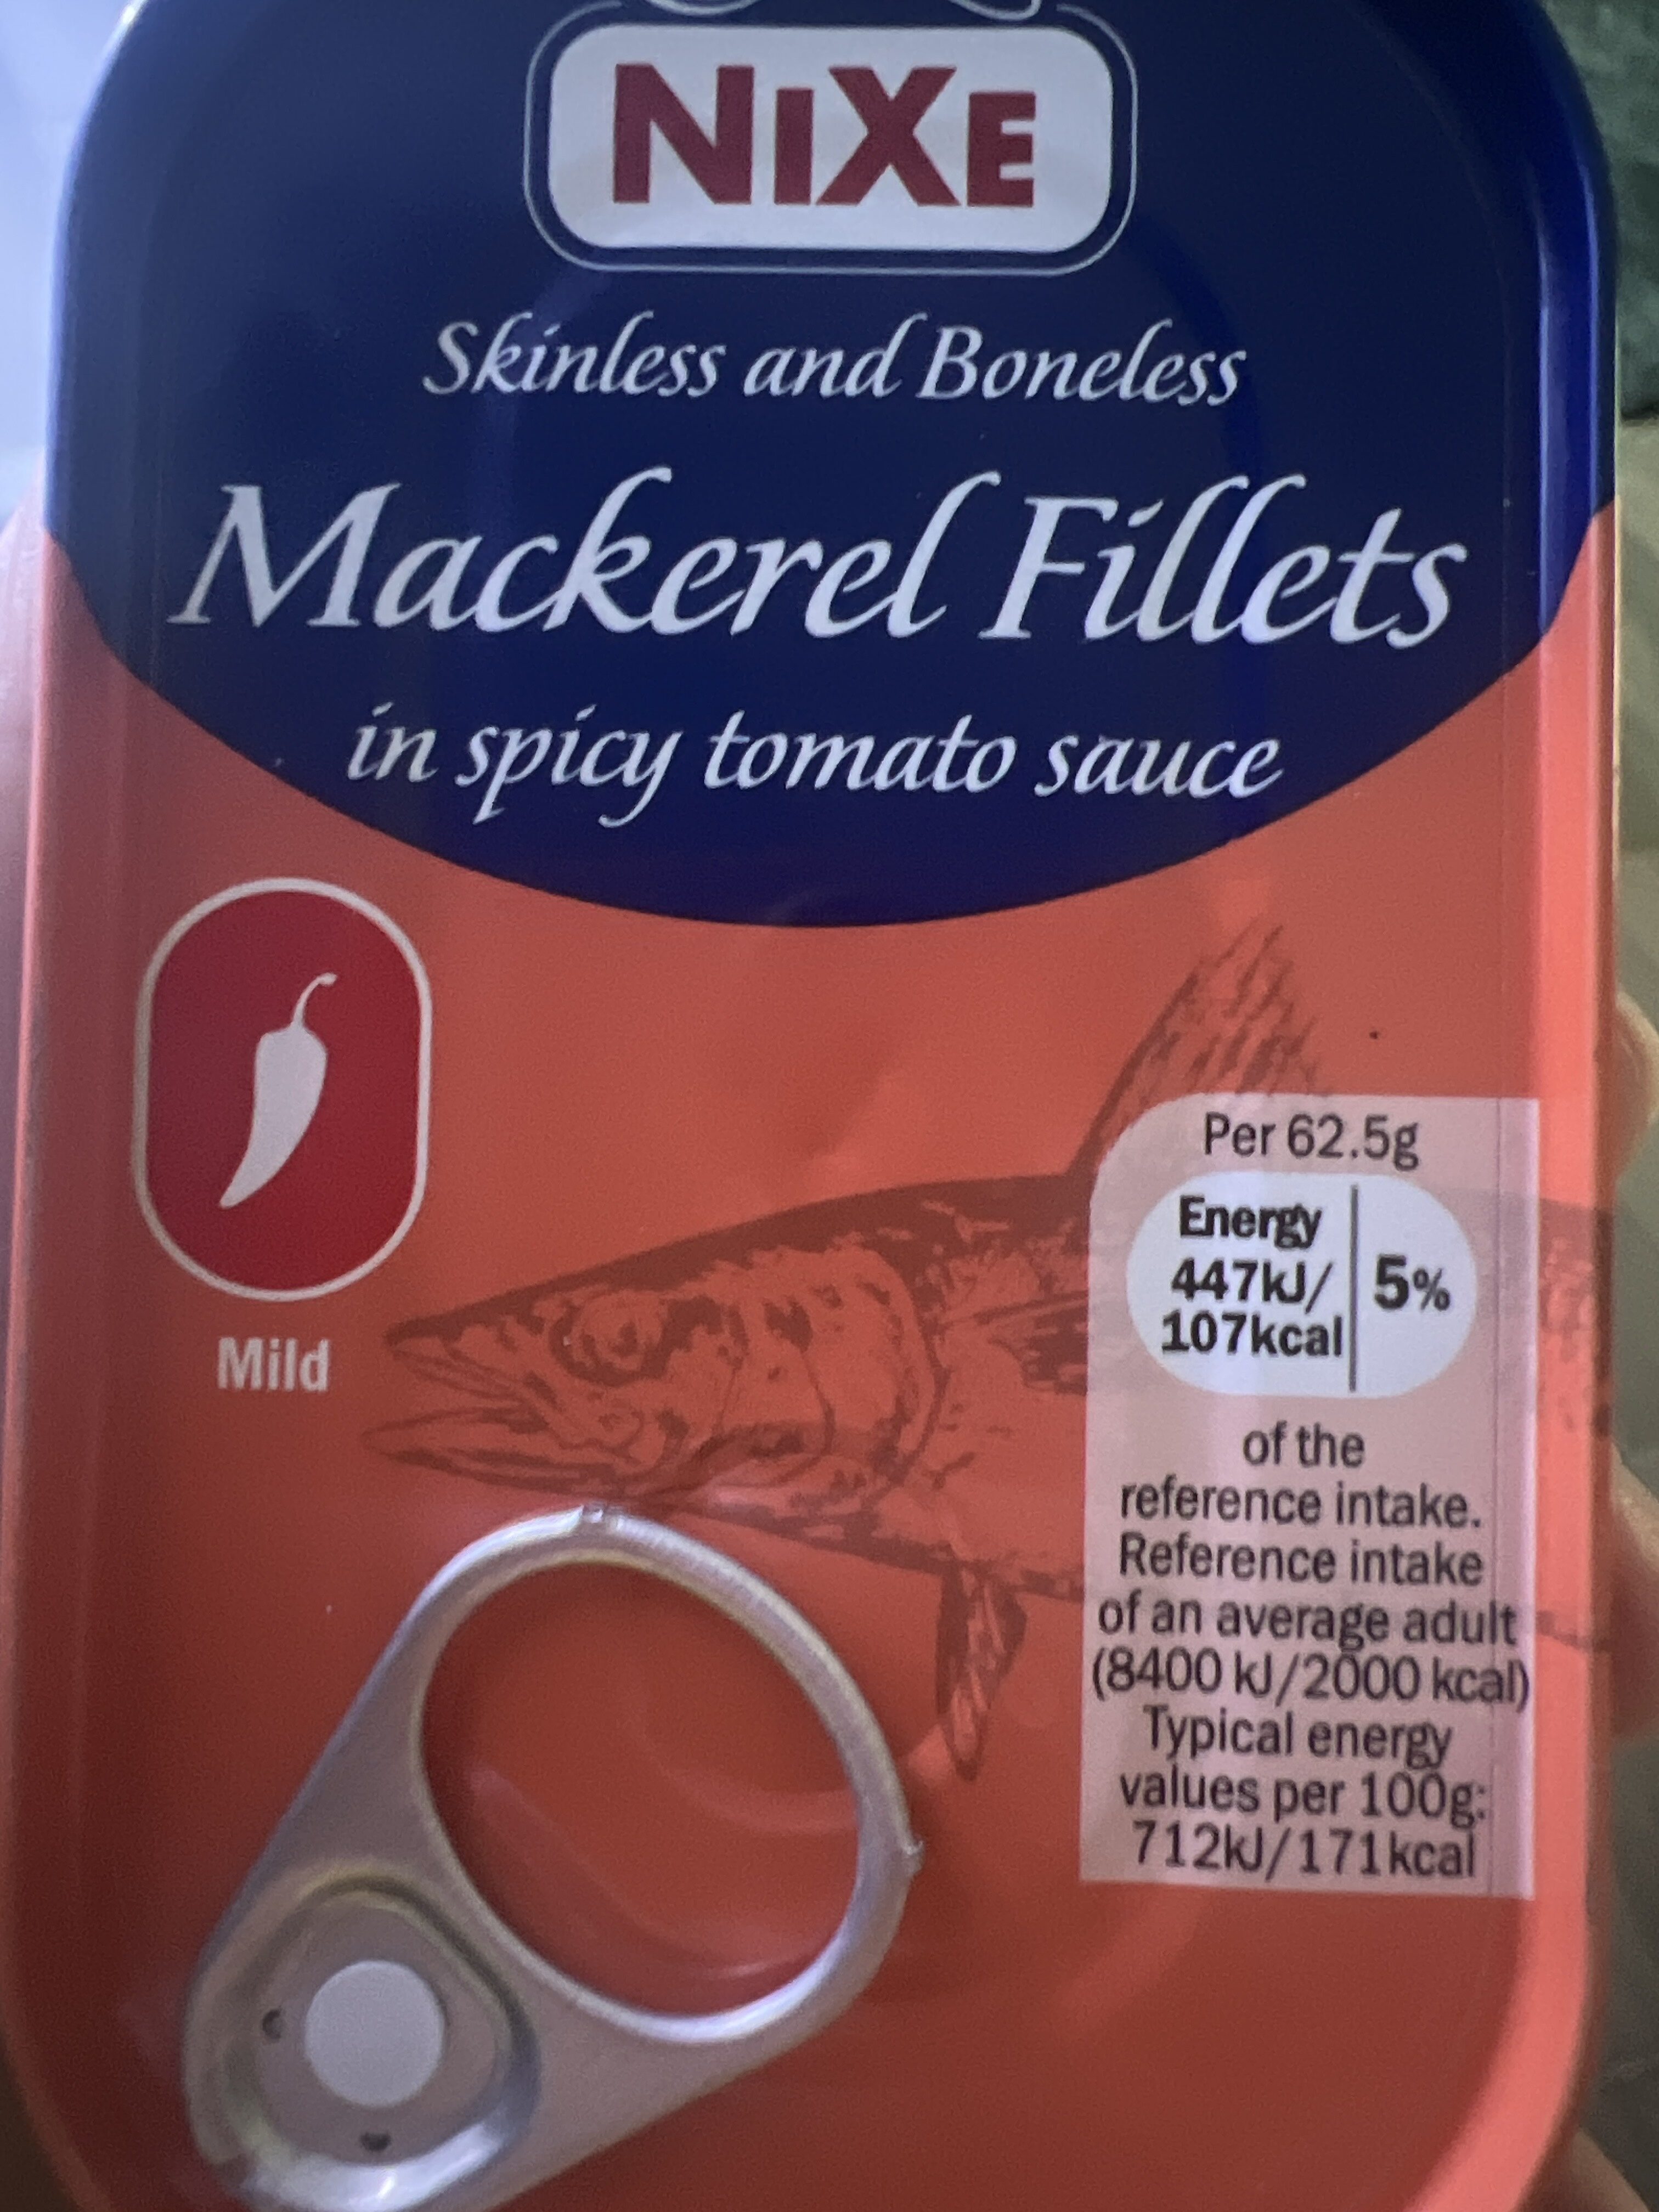 NIXE
Skinless and Boneless
Mackerel Fillets
in spicy tomato sauce
Mild
Per 62.5g
Energy
447kJ/
107kcal
5%
of the
reference intake.
Reference intake
of an average adult
(8400 kJ/2000 kcal)
Typical energy
values per 100g:
712kJ/171kcal